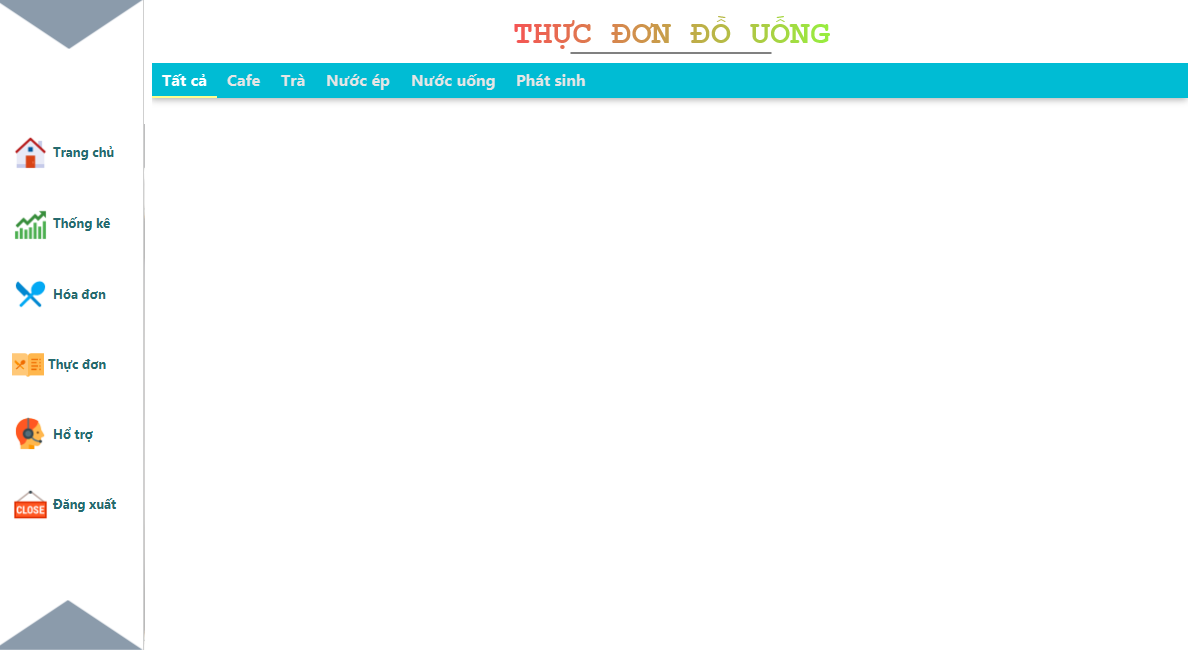 THỰC ĐƠN ĐỒ UỐNG
Tất cả Cafe Trà Nước ép Nước uống Phát sinh
Trang chủ
Thống kê
Hóa đơn
Thực đơn
Hổ trợ
CLOSE Đăng xuất